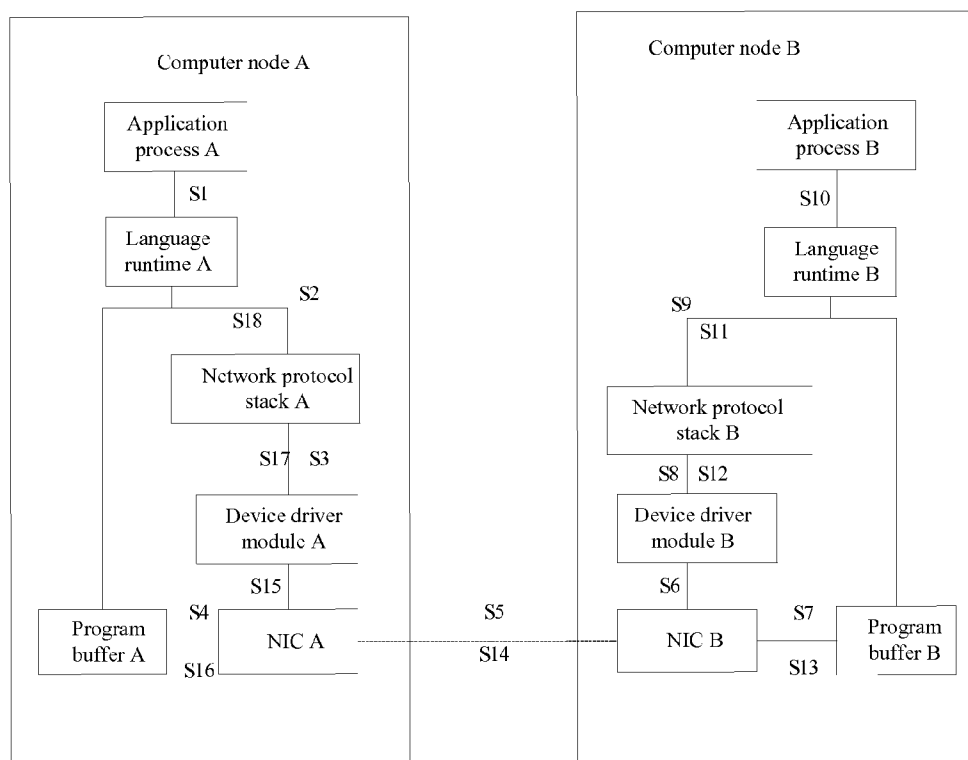 Computer node A
Application
process A
S1
Language
runtime A
S2
S18
Network protocol
stack A
S17
S3
Device driver
module A
S15
S4
Program
buffer A
NIC A
S16
S5
S14
Computer node B
Application
process B
S10
Language
runtime B
S9
S11
Network protocol
stack B
S8
S12
Device driver
module B
S6
S7
NIC B
Program
buffer B
S13